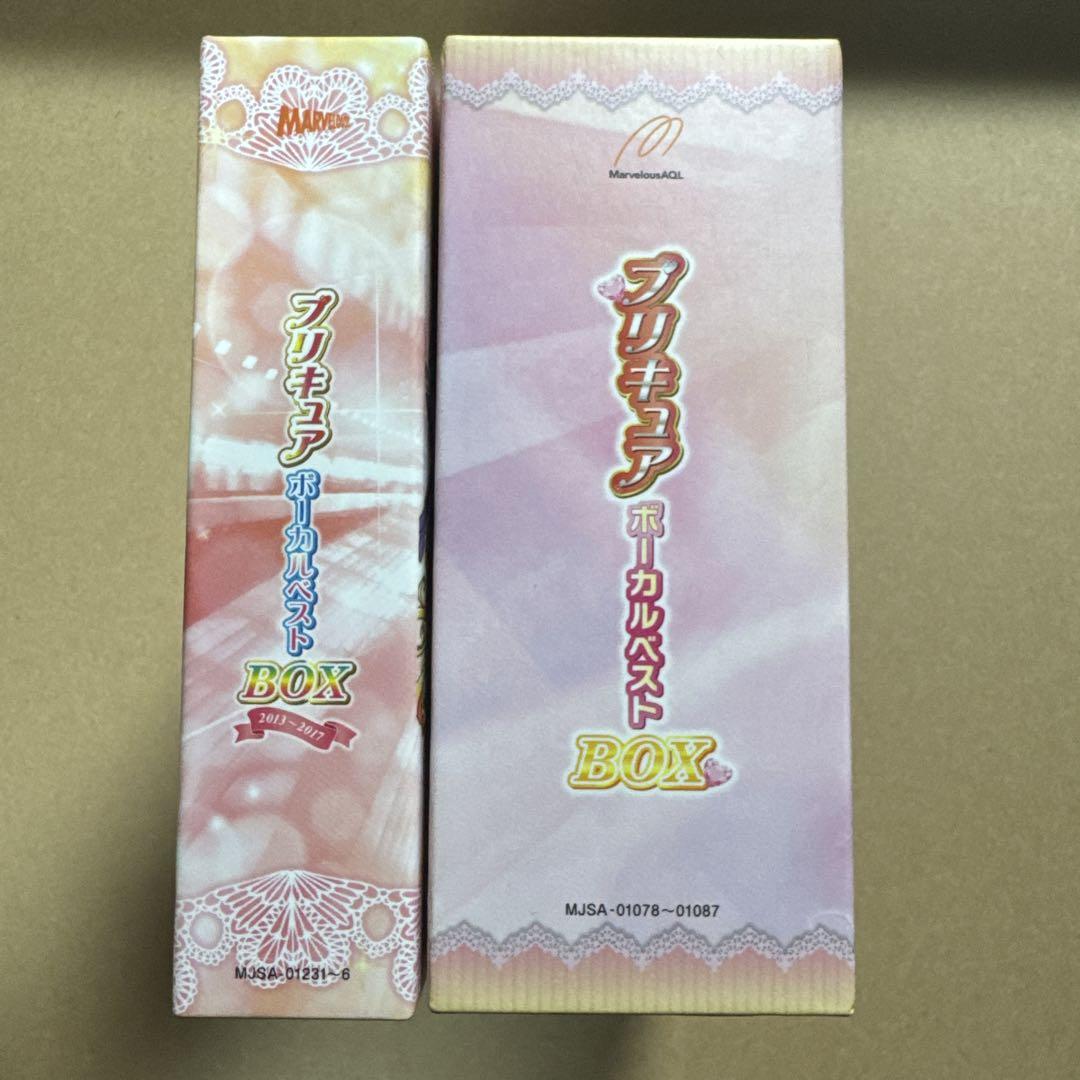 MARVELOUS!
プリキュア
ボーカルベスト
BOX
2013~2017
MJSA-01231~6
MarvelousAQL
プリキュア
ボーカルベスト
BOX
MJSA-01078~01087